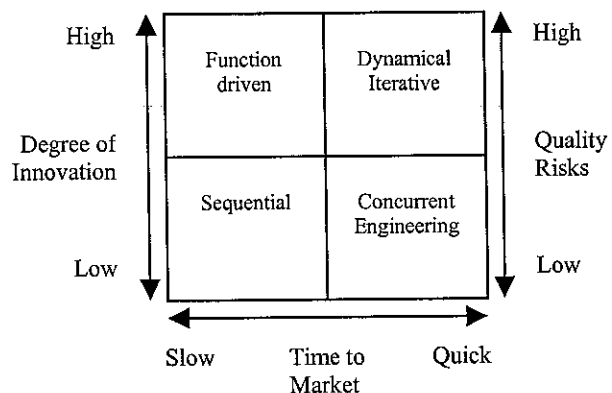 High
Function
driven
Dynamical
Iterative
High
Degree of
Innovation
Quality
Risks
Sequential
Concurrent
Engineering
Low
Low
Slow
Time to
Market
Quick